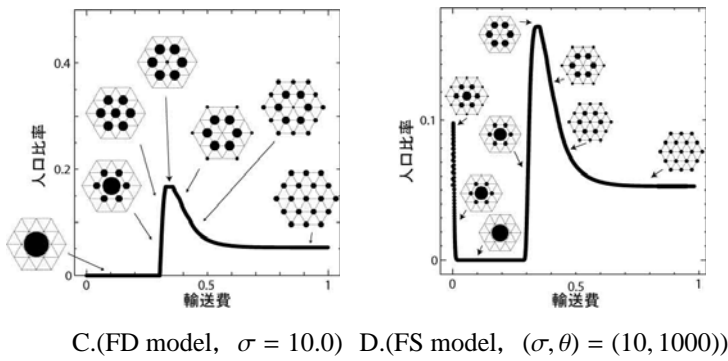 0.4
0.2
0
人口比率
0
0.5
1
輸送費
0.1
0
人口比率
0
0.5
1
輸送費
C.(FD model, σ = 10.0)
D.(FS model, (σ, θ) = (10, 1000))